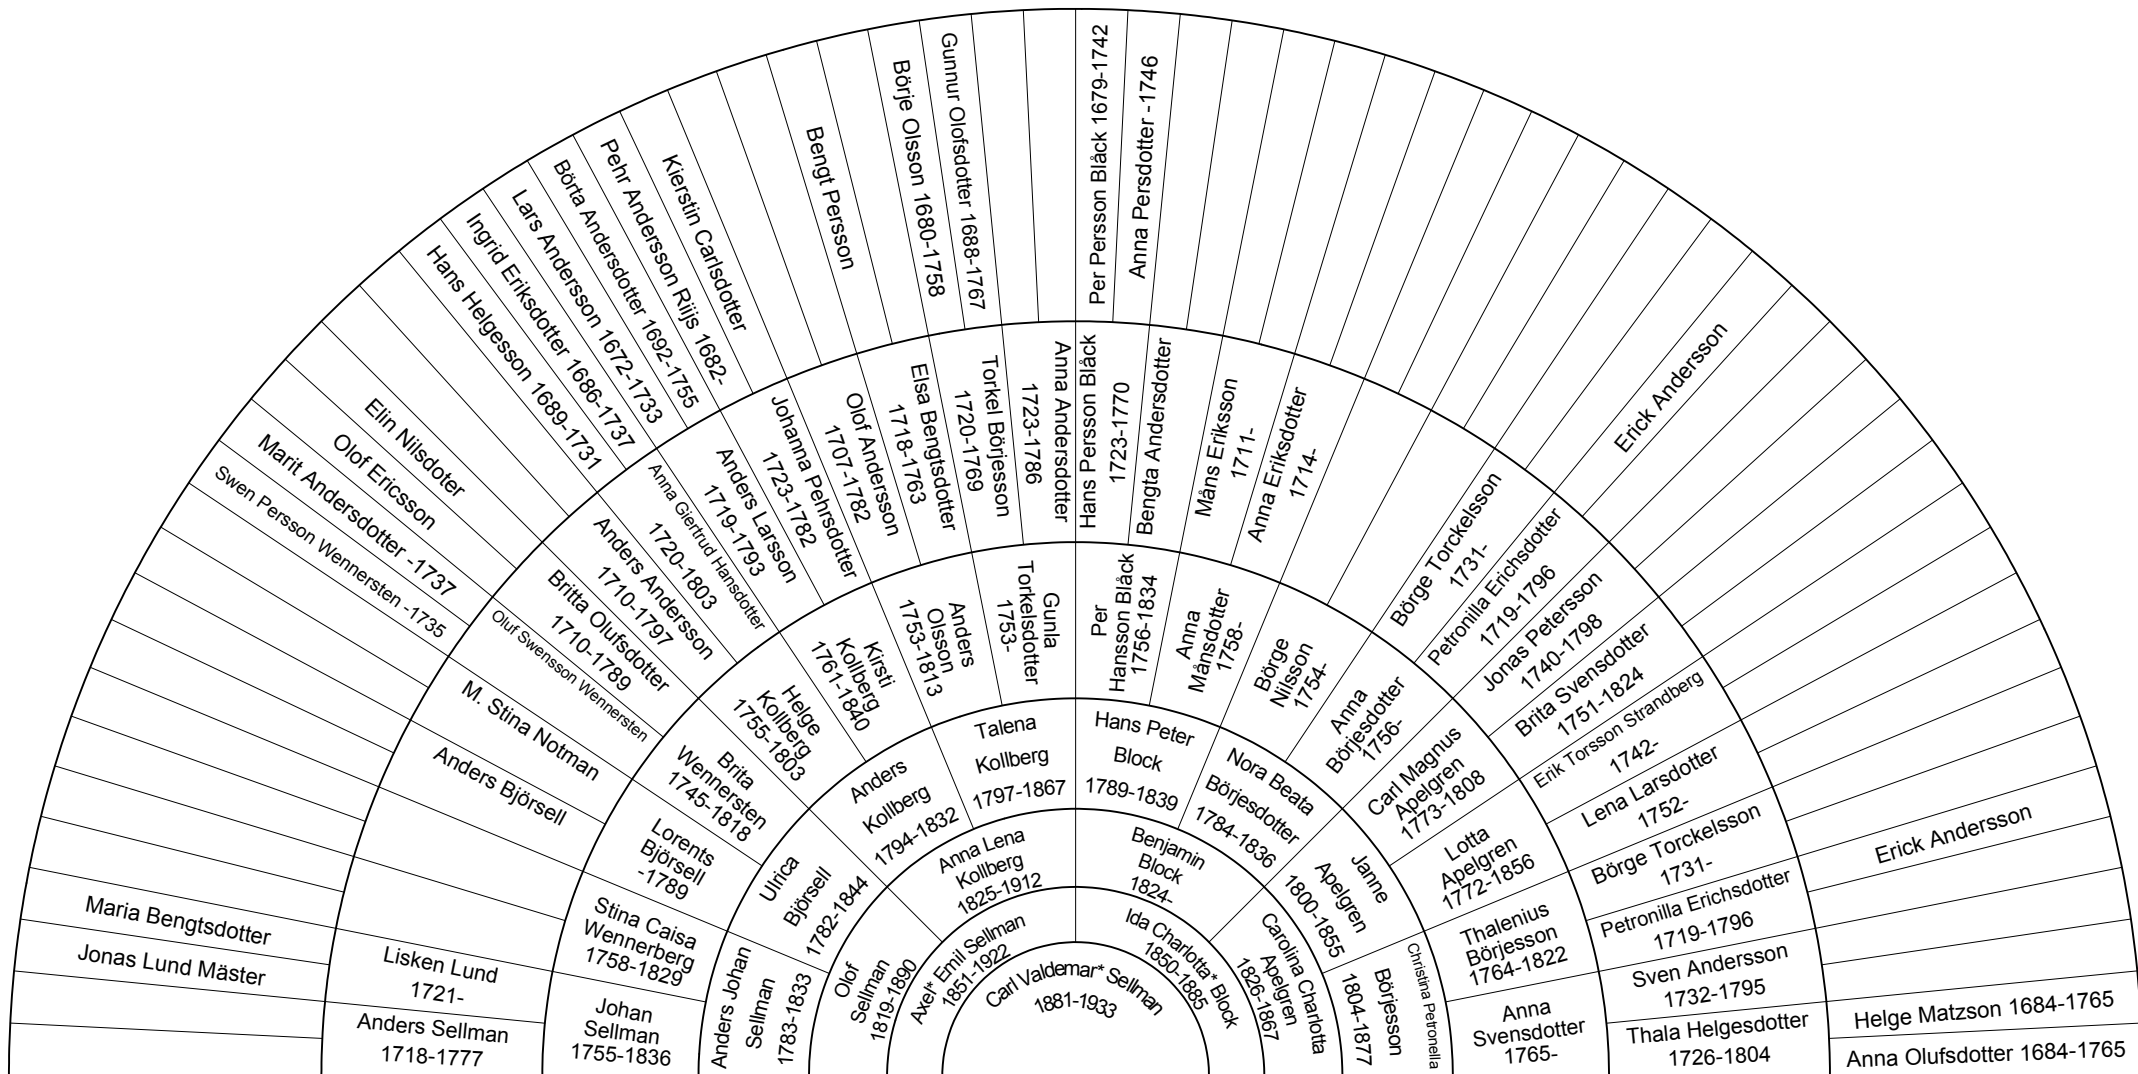 Carl Valdemar* Sellman
1881-1933
Axel* Emil Sellman
1851-1922
Ida Charlotta* Block
1850-1885
Olof
Sellman
1819-1890
Anna Lena
Kollberg
1825-1912
Benjamin
Block
1824-
Carolina Charlotta
Apelgren
1826-1867
Anders Johan
Sellman
1783-1833
Ulrica
Björsell
1782-1844
Anders
Kollberg
1794-1832
Talena
Kollberg
1797-1867
Hans Peter
Block
1789-1839
Nora Beata
Börjesdotter
1784-1836
Janne
Apelgren
1800-1855
Christina Petronella
Börjesson
1804-1877
Johan
Sellman
1755-1836
Stina Caisa
Wennerberg
1758-1829
Lorents
Björsell
-1789
Brita
Wennersten
1745-1818
Helge
Kollberg
1755-1803
Kirsti
Kollberg
1761-1840
Anders
Olsson
1753-1813
Gunla
Torkelsdotter
1753-
Per
Hansson Blåck
1756-1834
Anna
Månsdotter
1758-
Börge
Nilsson
1754-
Anna
Börjesdotter
1756-
Carl Magnus
Apelgren
1773-1808
Lotta
Apelgren
1772-1856
Thalenius
Börjesson
1764-1822
Anna
Svensdotter
1765-
Anders Sellman
1718-1777
Lisken Lund
1721-
Anders Björsell
M. Stina Notman
Oluf Swensson Wennersten
Britta Olufsdotter
1710-1789
Anders Andersson
1710-1797
Anna Giertrud Hansdotter
1720-1803
Anders Larsson
1719-1793
Johanna Pehrsdotter
1723-1782
Olof Andersson
1707-1782
Elsa Bengtsdotter
1718-1763
Torkel Börjesson
1720-1769
Anna Andersdotter
1723-1786
Hans Persson Blåck
1723-1770
Bengta Andersdotter
Måns Eriksson
1711-
Anna Eriksdotter
1714-
Börge Torckelsson
1731-
Petronilla Erichsdotter
1719-1796
Jonas Petersson
1740-1798
Brita Svensdotter
1751-1824
Erik Torsson Strandberg
1742-
Lena Larsdotter
1752-
Börge Torckelsson
1731-
Petronilla Erichsdotter
1719-1796
Sven Andersson
1732-1795
Thala Helgesdotter
1726-1804
Jonas Lund Mäster
Maria Bengtsdotter
Swen Persson Wennersten -1735
Marit Andersdotter -1737
Olof Ericsson
Elin Nilsdoter
Hans Helgesson 1689-1731
Ingrid Eriksdotter 1686-1737
Lars Andersson 1672-1733
Börta Andersdotter 1692-1755
Pehr Andersson Riijs 1682-
Kierstin Carlsdotter
Bengt Persson
Börje Olsson 1680-1758
Gunnur Olofsdotter 1688-1767
Per Persson Blåck 1679-1742
Anna Persdotter -1746
Erick Andersson
Erick Andersson
Helge Matzson 1684-1765
Anna Olufsdotter 1684-1765